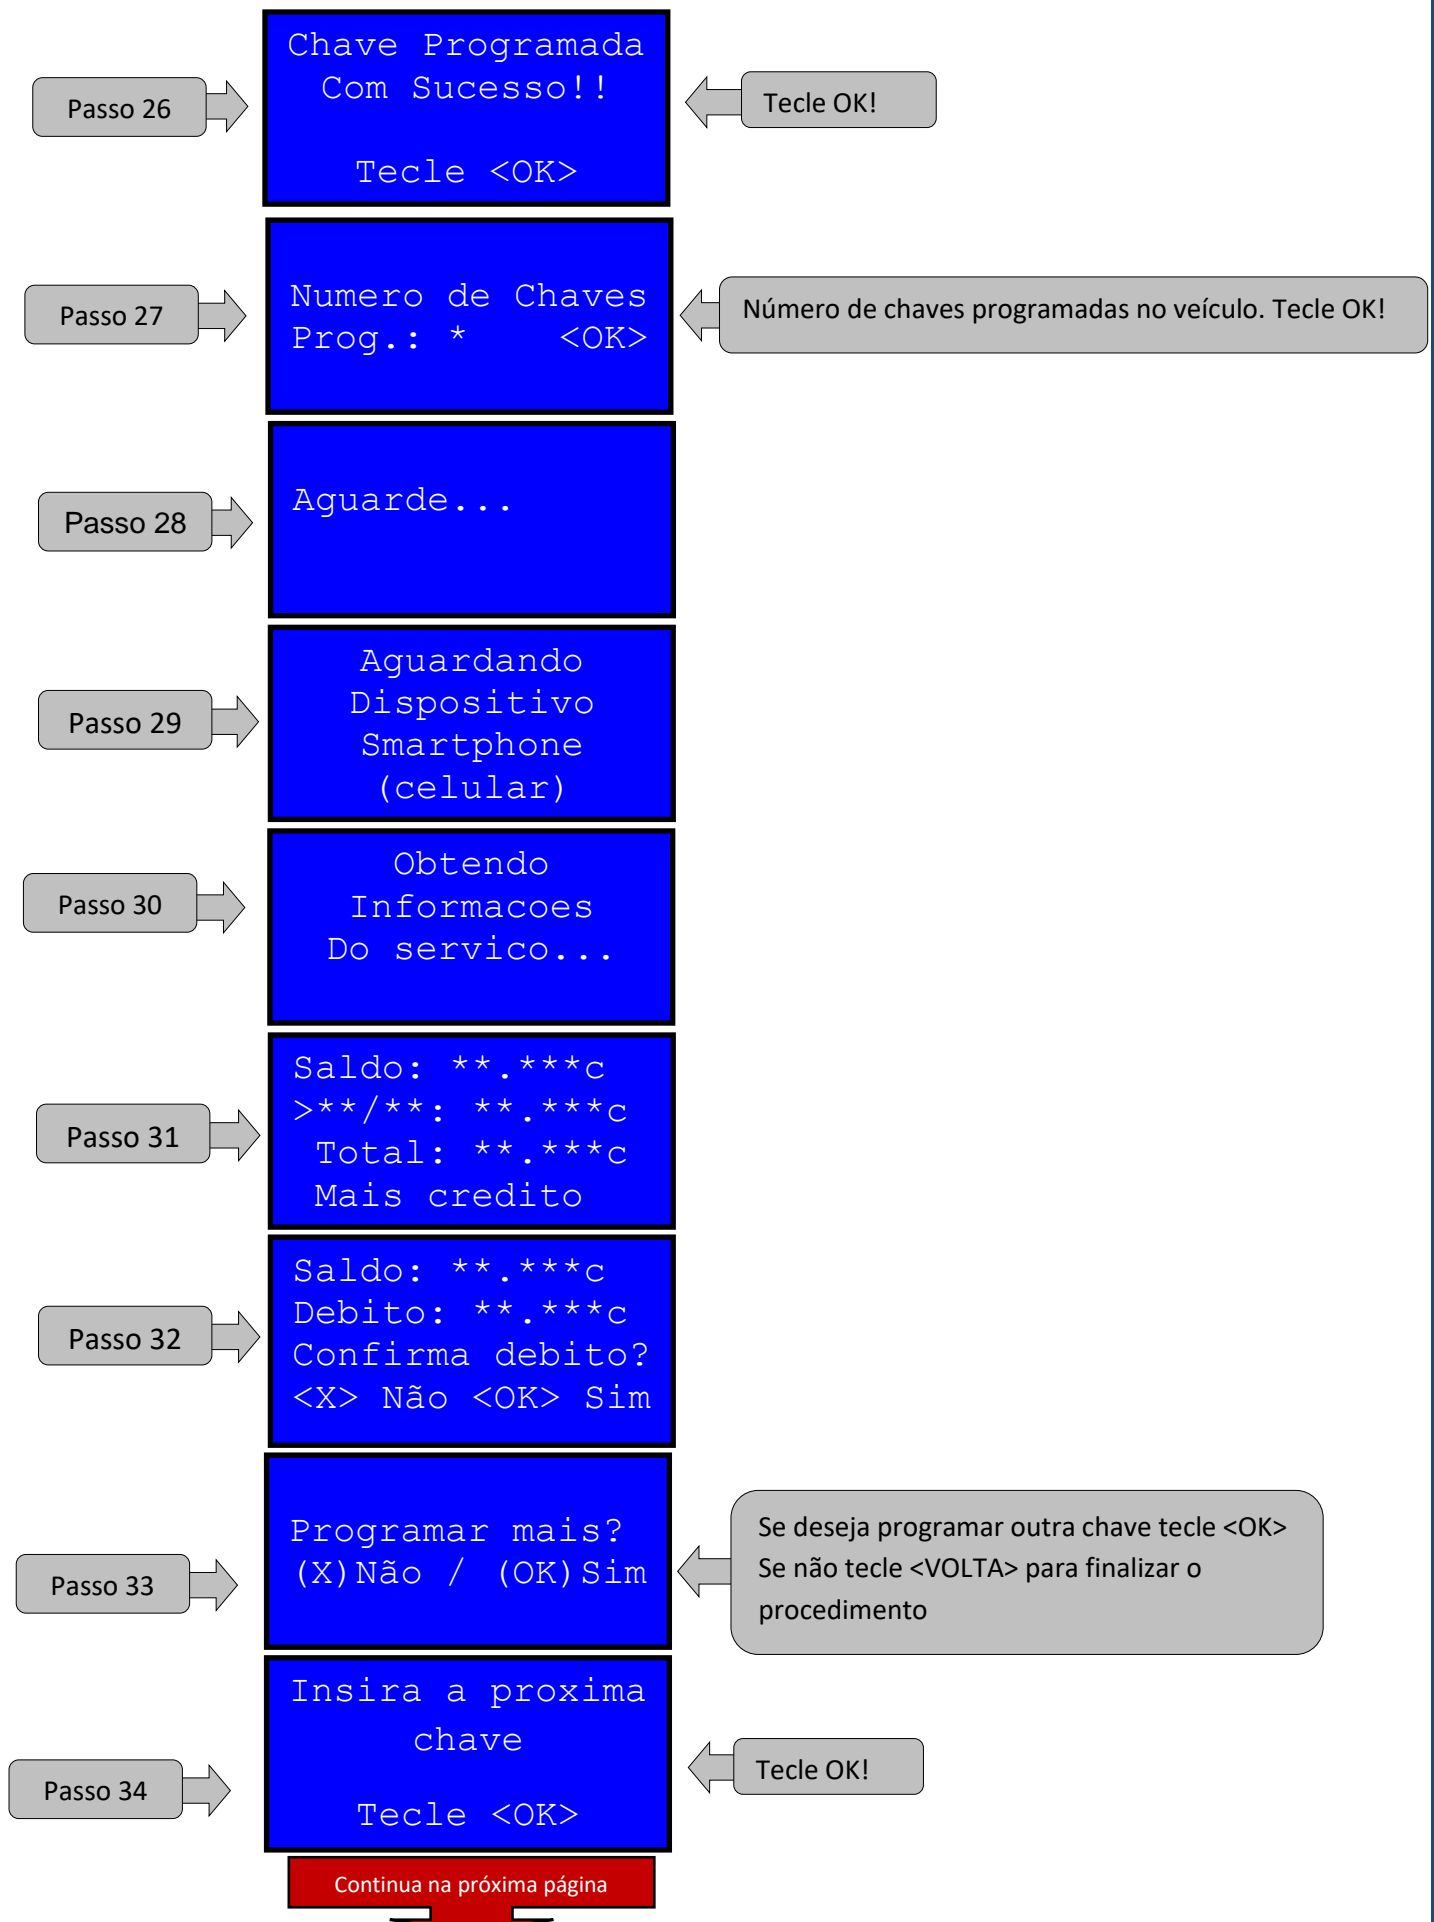 Passo 26
Chave Programada
Com Sucesso!!
Tecle <OK>
Tecle OK!
Passo 27
Numero de Chaves
Prog.: * <OK>
Número de chaves programadas no veículo. Tecle OK!
Passo 28
Aguarde...
Passo 29
Aguardando
Dispositivo
Smartphone
(celular)
Passo 30
Obtendo
Informacoes
Do servico...
Passo 31
Saldo: **.***c
>**/**: **.***c
Total: **.***c
Mais credito
Passo 32
Saldo: **.***c
Debito: **.***c
Confirma debito?
<X> Não <OK> Sim
Passo 33
Programar mais?
(X)Não / (OK)Sim
Se deseja programar outra chave tecle <OK>
Se não tecle <VOLTA> para finalizar o
procedimento
Passo 34
Insira a proxima
chave
Tecle <OK>
Tecle OK!
Continua na próxima página